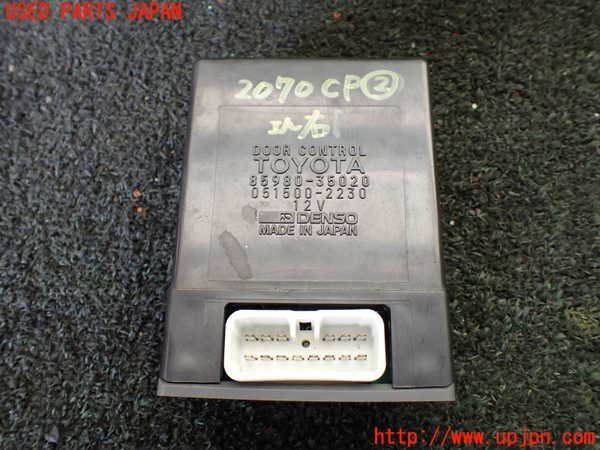 USED PARTS JAPAN
2070 CP②
DOOR CONTROL
TOYOTA
85980-35020
051500-2230
12V
DENSO
MADE IN JAPAN
http://www.upjpn.com/